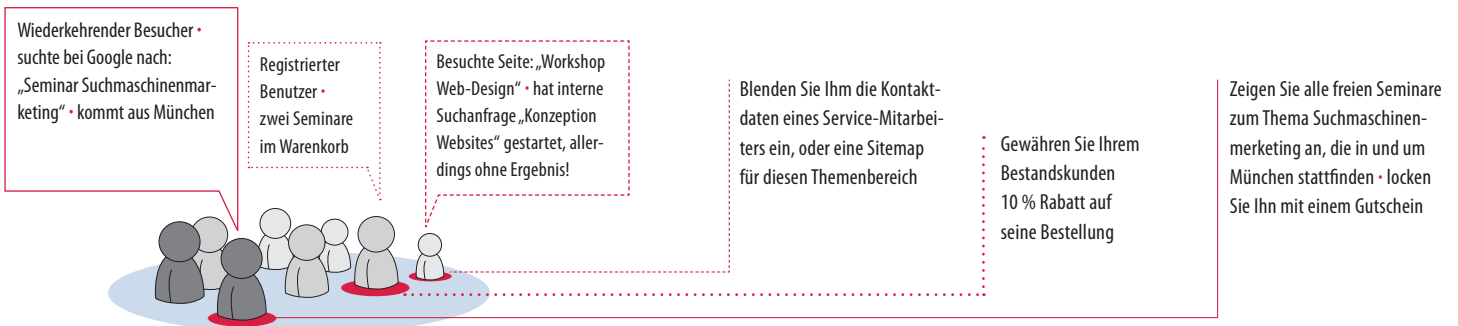 Wiederkehrender Besucher •
suchte bei Google nach:
„Seminar Suchmaschinenmar-
keting“ • kommt aus München
Registrierter
Benutzer •
zwei Seminare
im Warenkorb
Besuchte Seite: „Workshop
Web-Design“ • hat interne
Suchanfrage „Konzeption
Websites“ gestartet, aller-
dings ohne Ergebnis!
Blenden Sie Ihm die Kontakt-
daten eines Service-Mitarbei-
ters ein, oder eine Sitemap
für diesen Themenbereich
Gewähren Sie Ihrem
Bestandskunden
10 % Rabatt auf
seine Bestellung
Zeigen Sie alle freien Seminare
zum Thema Suchmaschinen-
merketing an, die in und um
München stattfinden • locken
Sie Ihn mit einem Gutschein